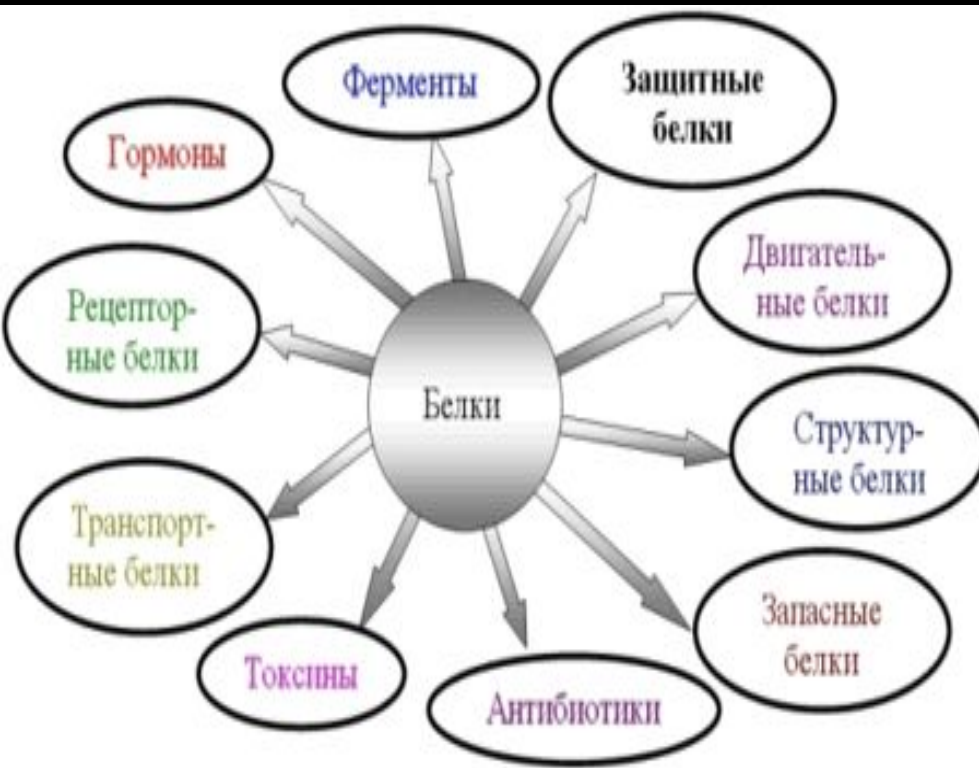 Ферменты
Защитные
белки
Гормоны
Двигатель-
ные белки
Рецептор-
ные белки
Белки
Структур-
ные белки
Транспорт-
ные белки
Запасные
белки
Токсины
Антибиотики